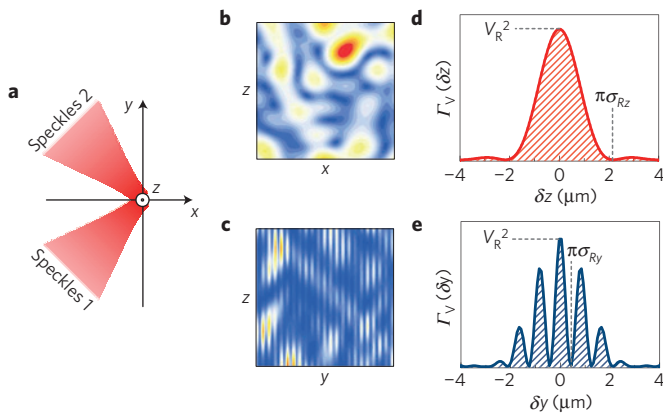 a
Speckles 2
y
z
x
Speckles 1
b
z
x
c
z
y
d
V_R^2
Γ_V (δz)
πσ_Rz
−4 −2 0 2 4
δz (μm)
e
V_R^2
Γ_V (δy)
πσ_Ry
−4 −2 0 2 4
δy (μm)